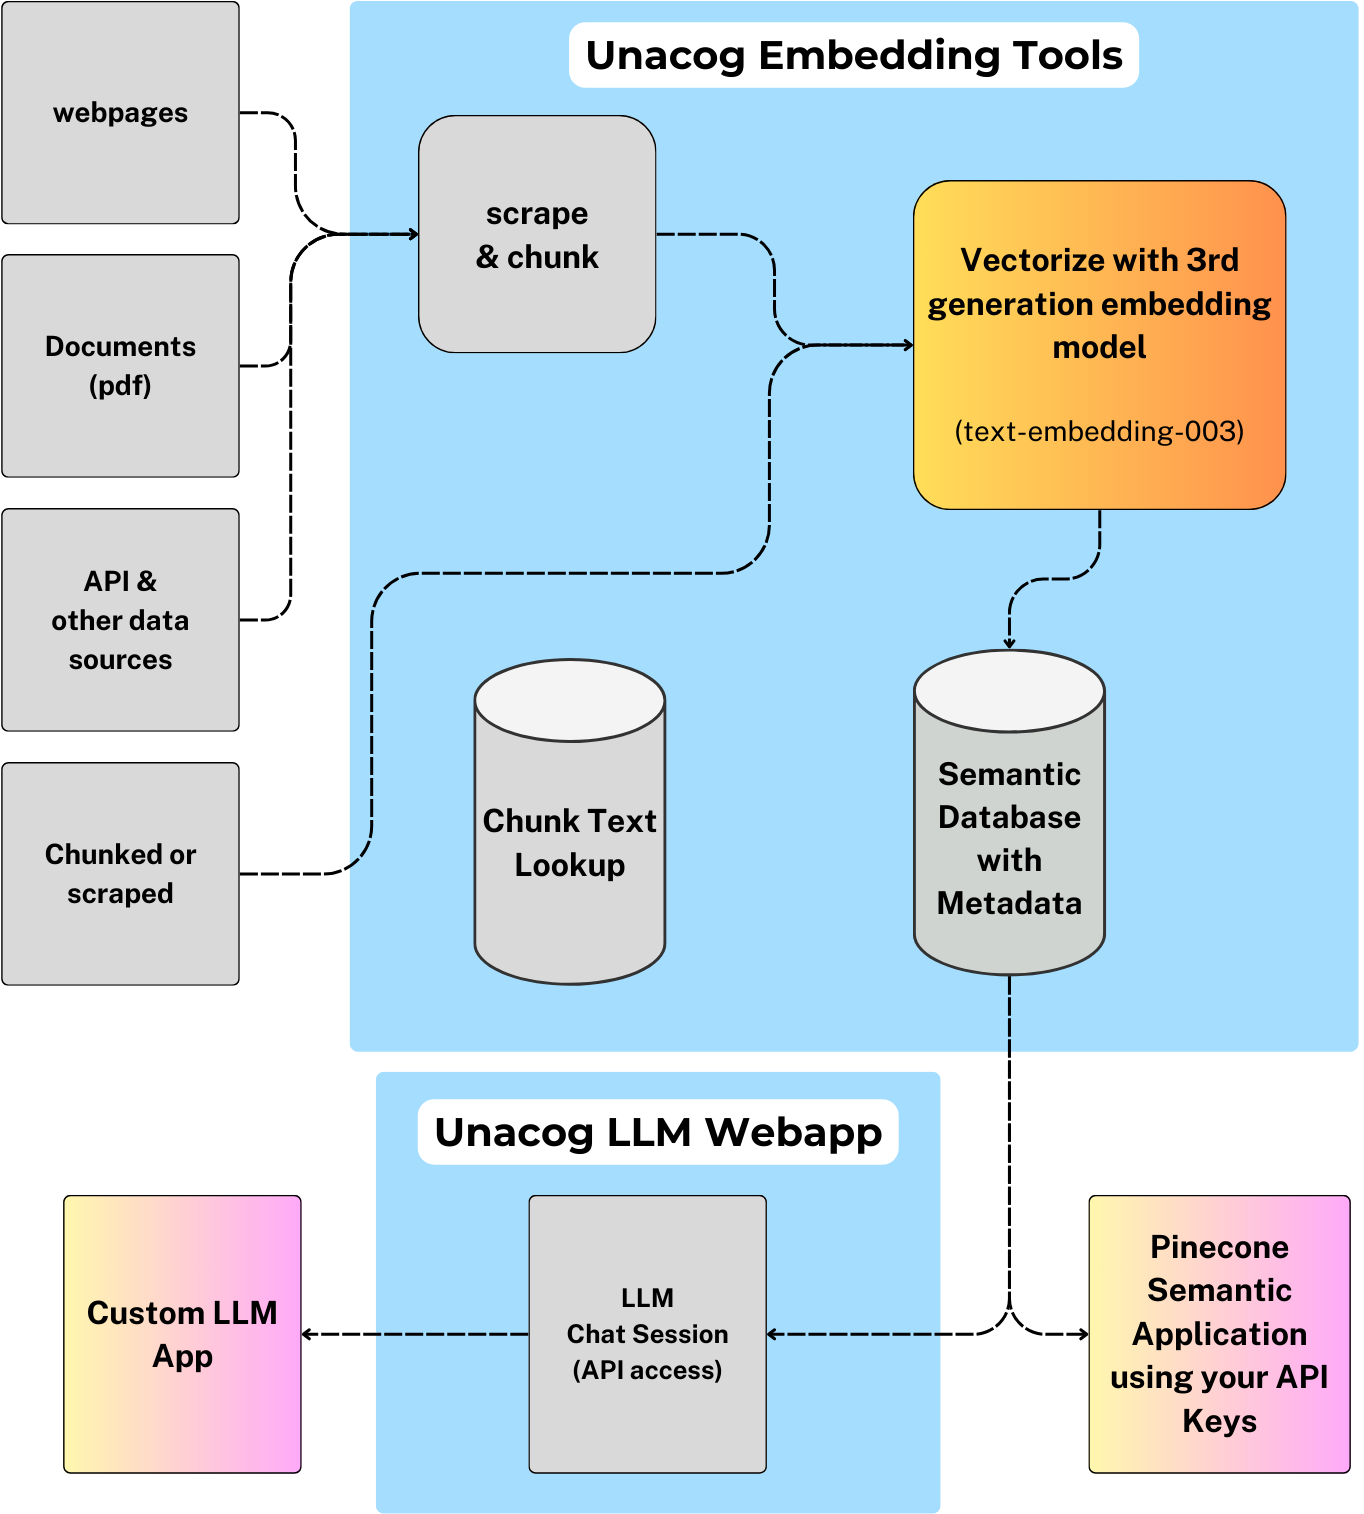 Unacog Embedding Tools
webpages
scrape
& chunk
Vectorize with 3rd
generation embedding
model
(text-embedding-003)
Documents
(pdf)
API &
other data
sources
Chunked or
scraped
Chunk Text
Lookup
Semantic
Database
with
Metadata
Unacog LLM Webapp
Custom LLM
App
LLM
Chat Session
(API access)
Pinecone
Semantic
Application
using your API
Keys